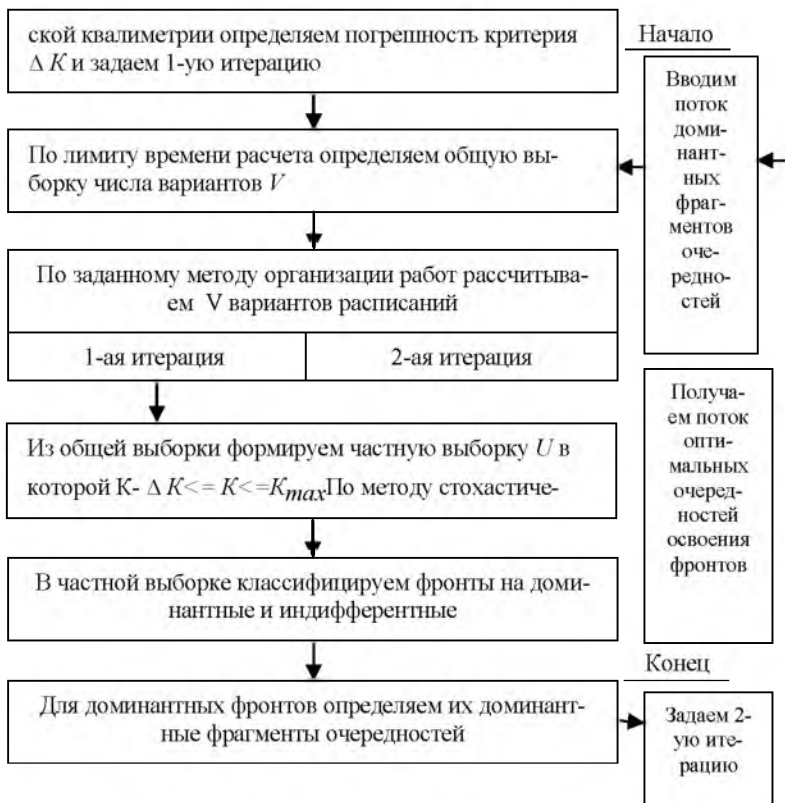 ской квалиметрии определяем погрешность критерия
Δ K и задаем 1-ую итерацию
По лимиту времени расчета определяем общую вы-
борку числа вариантов V
По заданному методу организации работ рассчитыва-
ем V вариантов расписаний
1-ая итерация
2-ая итерация
Из общей выборки формируем частную выборку U в
которой К- Δ K<= K<=Kmax По методу стохастиче-
В частной выборке классифицируем фронты на доми-
нантные и индифферентные
Для доминантных фронтов определяем их доминант-
ные фрагменты очередностей
Начало
Вводим
поток
доми-
нант-
ных
фраг-
ментов
оче-
редно-
стей
Получа-
ем поток
опти-
мальных
очеред-
ностей
освоения
фронтов
Конец
Задаем 2-
ую ите-
рацию